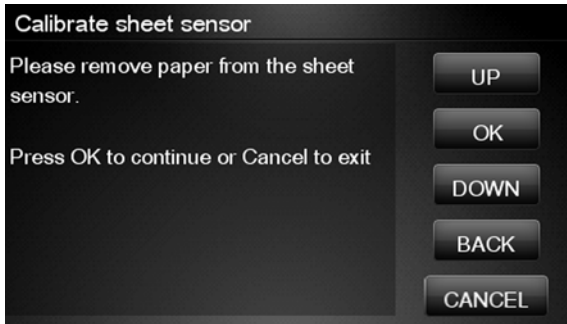 Calibrate sheet sensor
Please remove paper from the sheet
sensor.
Press OK to continue or Cancel to exit
UP
OK
DOWN
BACK
CANCEL